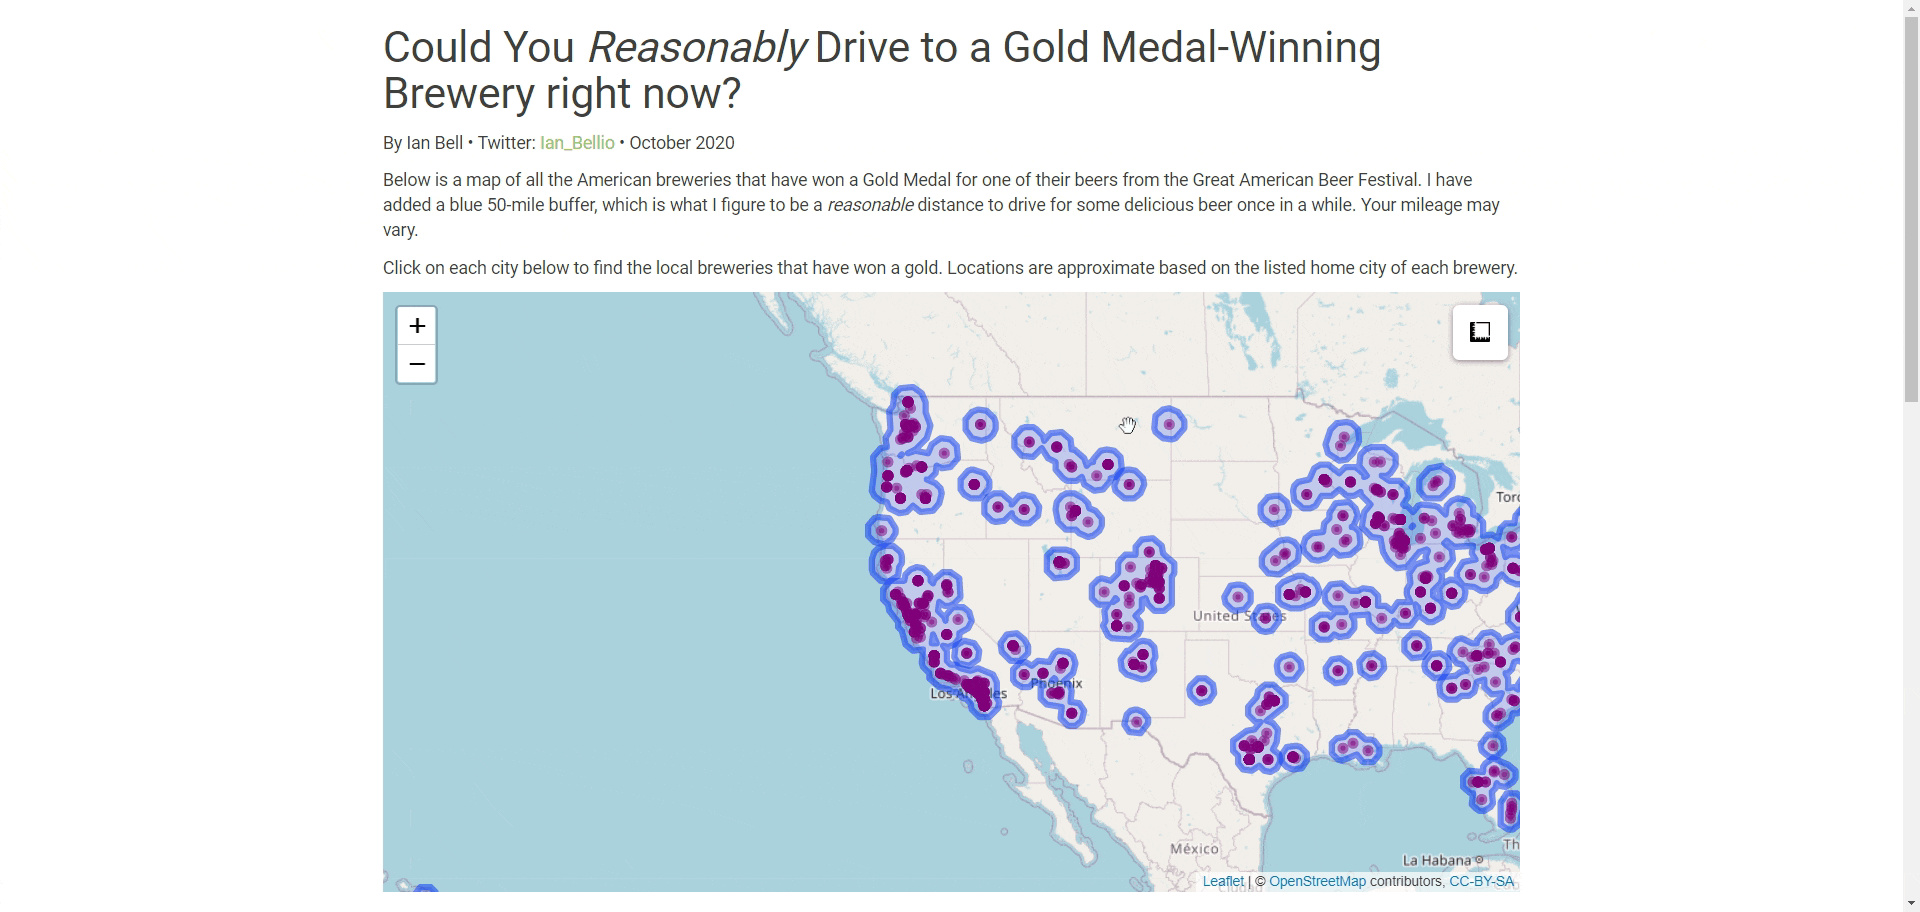 Could You Reasonably Drive to a Gold Medal-Winning
Brewery right now?
By Ian Bell • Twitter: Ian_Bellio • October 2020
Below is a map of all the American breweries that have won a Gold Medal for one of their beers from the Great American Beer Festival. I have
added a blue 50-mile buffer, which is what I figure to be a reasonable distance to drive for some delicious beer once in a while. Your mileage may
vary.
Click on each city below to find the local breweries that have won a gold. Locations are approximate based on the listed home city of each brewery.
+
−
Toro
United States
Phoenix
Los Angeles
México
Th
La Habana
Leaflet | © OpenStreetMap contributors, CC-BY-SA